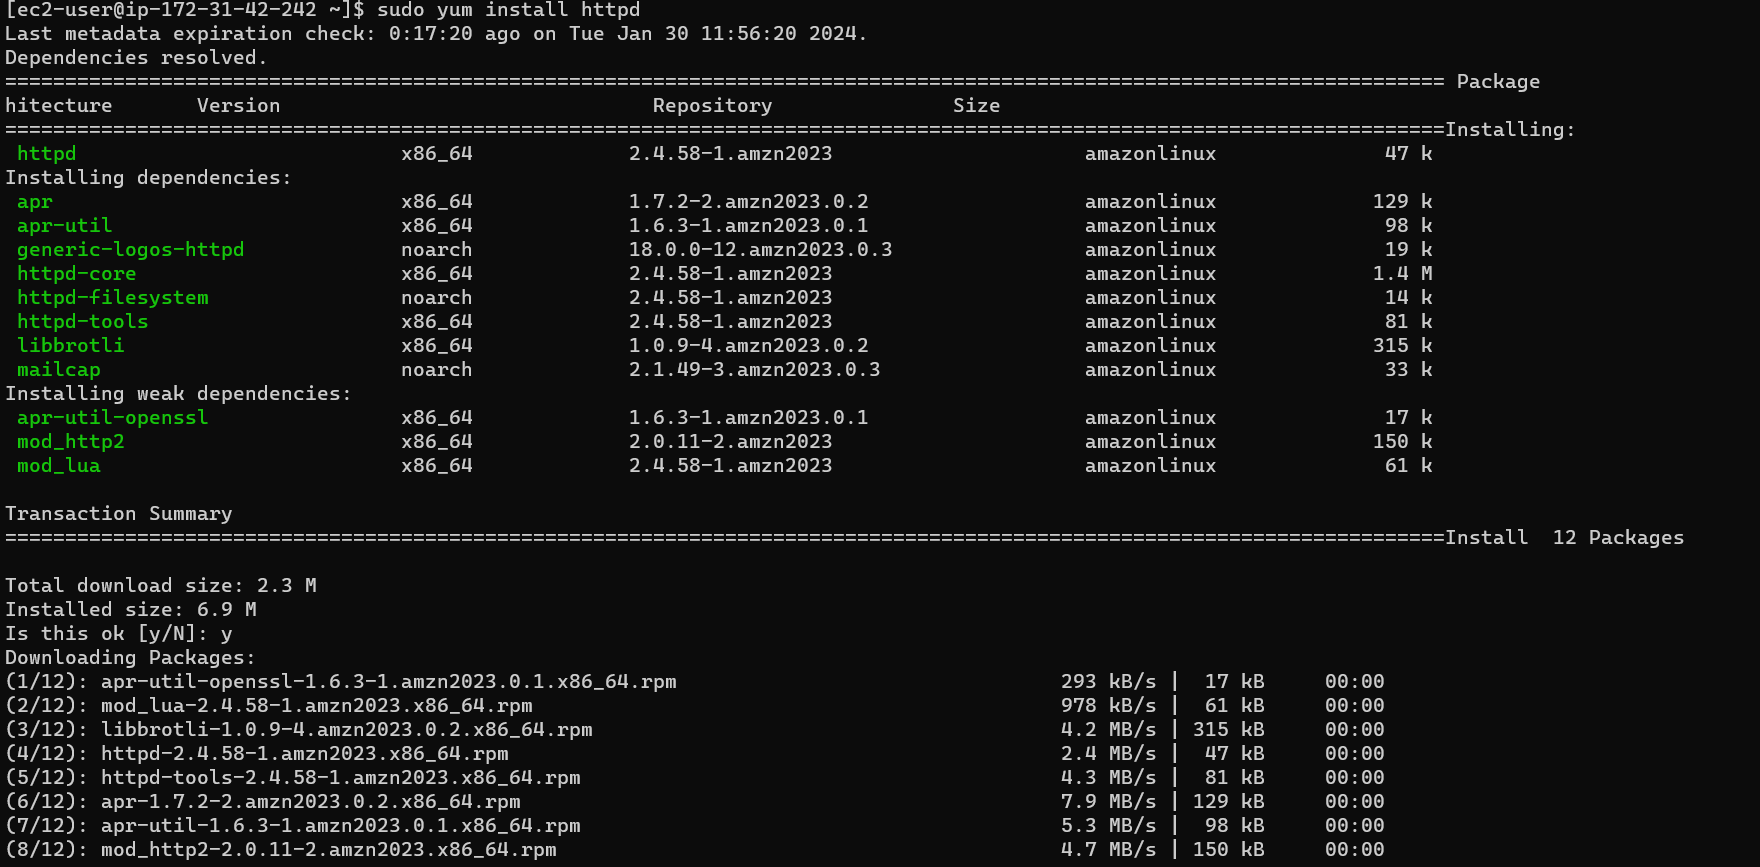 [ec2-user@ip-172-31-42-242 ~]$ sudo yum install httpd
Last metadata expiration check: 0:17:20 ago on Tue Jan 30 11:56:20 2024.
Dependencies resolved.
======================================================================================================================== Package
hitecture       Version                               Repository               Size
========================================================================================================================Installing:
 httpd                           x86_64             2.4.58-1.amzn2023                     amazonlinux              47 k
Installing dependencies:
 apr                             x86_64             1.7.2-2.amzn2023.0.2                  amazonlinux             129 k
 apr-util                        x86_64             1.6.3-1.amzn2023.0.1                  amazonlinux              98 k
 generic-logos-httpd             noarch             18.0.0-12.amzn2023.0.3                amazonlinux              19 k
 httpd-core                      x86_64             2.4.58-1.amzn2023                     amazonlinux             1.4 M
 httpd-filesystem                noarch             2.4.58-1.amzn2023                     amazonlinux              14 k
 httpd-tools                     x86_64             2.4.58-1.amzn2023                     amazonlinux              81 k
 libbrotli                       x86_64             1.0.9-4.amzn2023.0.2                  amazonlinux             315 k
 mailcap                         noarch             2.1.49-3.amzn2023.0.3                 amazonlinux              33 k
Installing weak dependencies:
 apr-util-openssl                x86_64             1.6.3-1.amzn2023.0.1                  amazonlinux              17 k
 mod_http2                       x86_64             2.0.11-2.amzn2023                     amazonlinux             150 k
 mod_lua                         x86_64             2.4.58-1.amzn2023                     amazonlinux              61 k
Transaction Summary
========================================================================================================================Install  12 Packages
Total download size: 2.3 M
Installed size: 6.9 M
Is this ok [y/N]: y
Downloading Packages:
(1/12): apr-util-openssl-1.6.3-1.amzn2023.0.1.x86_64.rpm                                293 kB/s |  17 kB     00:00
(2/12): mod_lua-2.4.58-1.amzn2023.x86_64.rpm                                            978 kB/s |  61 kB     00:00
(3/12): libbrotli-1.0.9-4.amzn2023.0.2.x86_64.rpm                                       4.2 MB/s | 315 kB     00:00
(4/12): httpd-2.4.58-1.amzn2023.x86_64.rpm                                              2.4 MB/s |  47 kB     00:00
(5/12): httpd-tools-2.4.58-1.amzn2023.x86_64.rpm                                        4.3 MB/s |  81 kB     00:00
(6/12): apr-1.7.2-2.amzn2023.0.2.x86_64.rpm                                             7.9 MB/s | 129 kB     00:00
(7/12): apr-util-1.6.3-1.amzn2023.0.1.x86_64.rpm                                        5.3 MB/s |  98 kB     00:00
(8/12): mod_http2-2.0.11-2.amzn2023.x86_64.rpm                                          4.7 MB/s | 150 kB     00:00